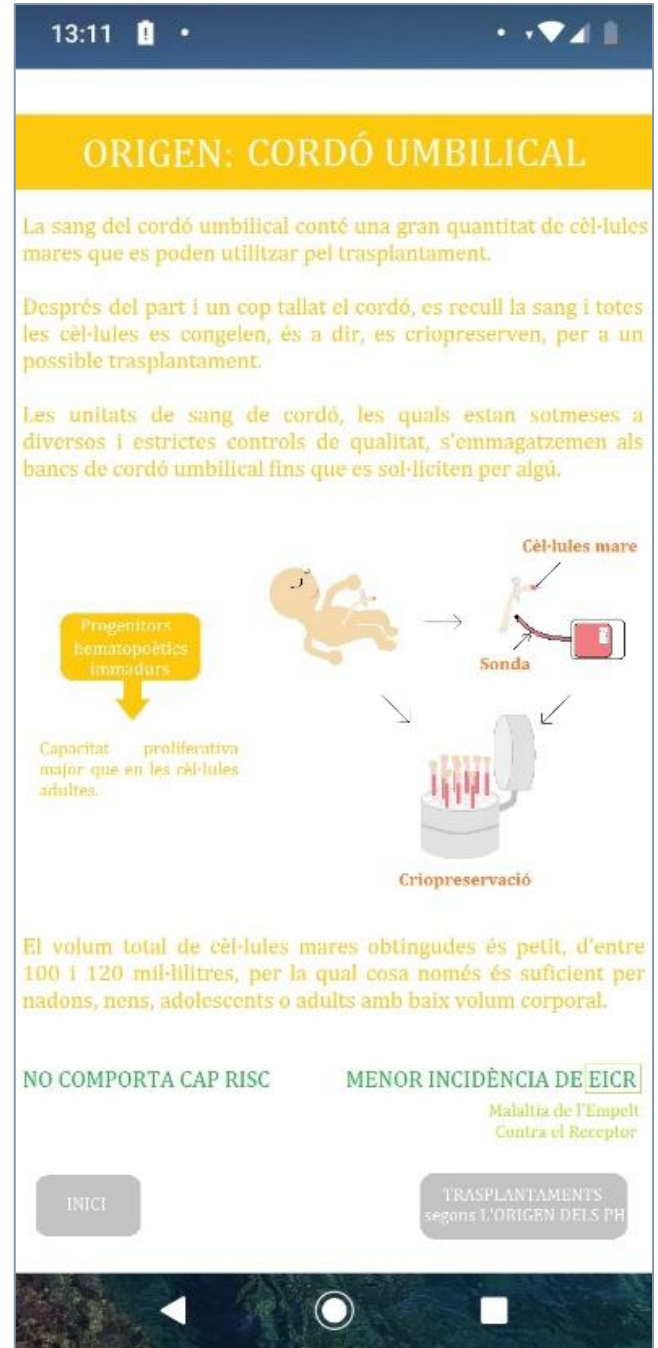 13:11
ORIGEN: CORDÓ UMBILICAL
La sang del cordó umbilical conté una gran quantitat de cèl·lules
mares que es poden utilitzar pel trasplantament.
Després del part i un cop tallat el cordó, es recull la sang i totes
les cèl·lules es congelen, és a dir, es criopreserven, per a un
possible trasplantament.
Les unitats de sang de cordó, les quals estan sotmeses a
diversos i estrictes controls de qualitat, s'emmagatzemen als
bancs de cordó umbilical fins que es sol·liciten per algú.
Cèl·lules mare
Sonda
Progenitors
hematopoètics
immadurs
Capacitat proliferativa
major que en les cèl·lules
adultes.
Criopreservació
El volum total de cèl·lules mares obtingudes és petit, d'entre
100 i 120 mil·lilitres, per la qual cosa només és suficient per
nadons, nens, adolescents o adults amb baix volum corporal.
NO COMPORTA CAP RISC
MENOR INCIDÈNCIA DE EICR
Malaltia de l'Empelt
Contra el Receptor
INICI
TRASPLANTAMENTS
segons L'ORIGEN DELS PH